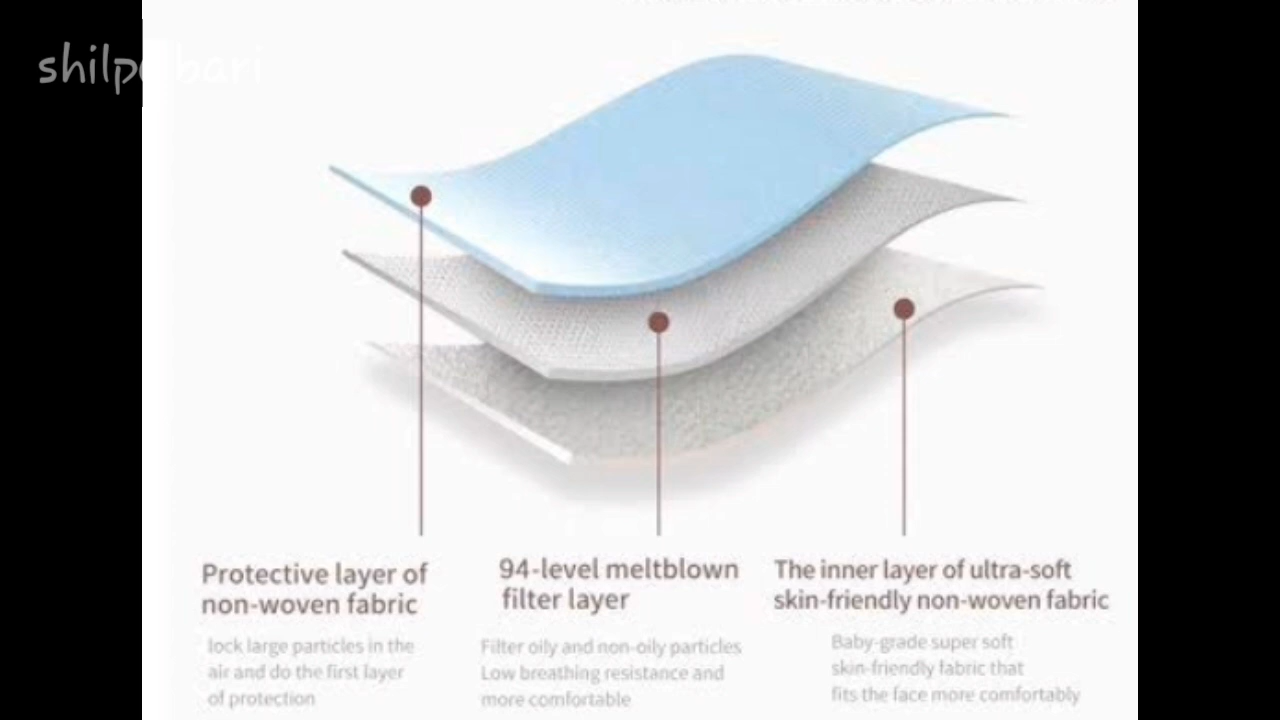 shilp bari
Protective layer of
non-woven fabric
lock large particles in the
air and do the first layer
of protection
94-level meltblown
filter layer
Filter oily and non-oily particles
Low breathing resistance and
more comfortable
The inner layer of ultra-soft
skin-friendly non-woven fabric
Baby-grade super soft
skin-friendly fabric that
fits the face more comfortably